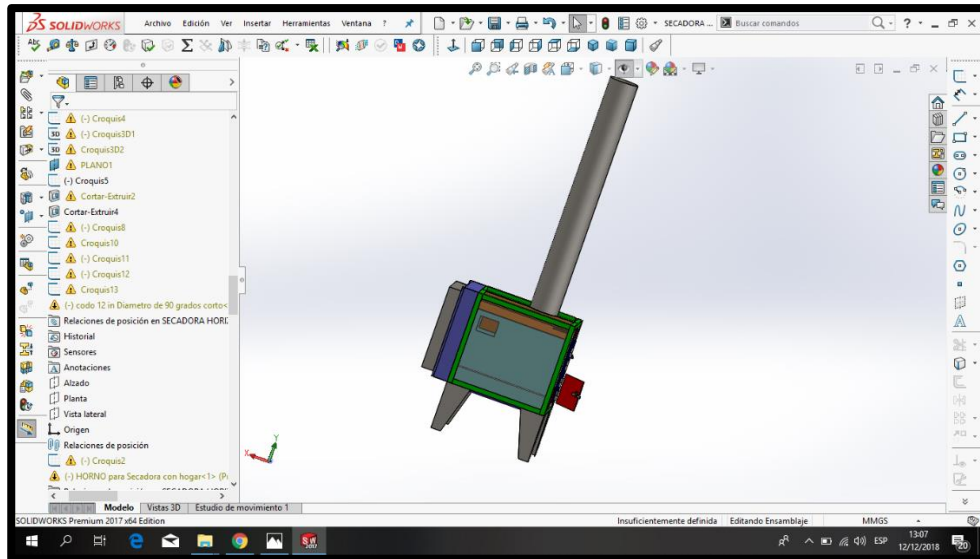 SOLIDWORKS
Archivo Edición Ver Insertar Herramientas Ventana ?
SECADORA ...
Buscar comandos
(-) Croquis4
3D (-) Croquis3D1
3D Croquis3D2
PLANO1
(-) Croquis5
Cortar-Extruir2
Cortar-Extruir4
(-) Croquis8
Croquis10
(-) Croquis11
(-) Croquis12
Croquis13
(-) codo 12 in Diametro de 90 grados corto<
Relaciones de posición en SECADORA HORI
Historial
Sensores
Anotaciones
Alzado
Planta
Vista lateral
Origen
Relaciones de posición
(-) Croquis2
(-) HORNO para Secadora con hogar<1> (Pr
Y
X
Modelo Vistas 3D Estudio de movimiento 1
SOLIDWORKS Premium 2017 x64 Edition
Insuficientemente definida Editando Ensamblaje MMGS
ESP
13:07
12/12/2018
20